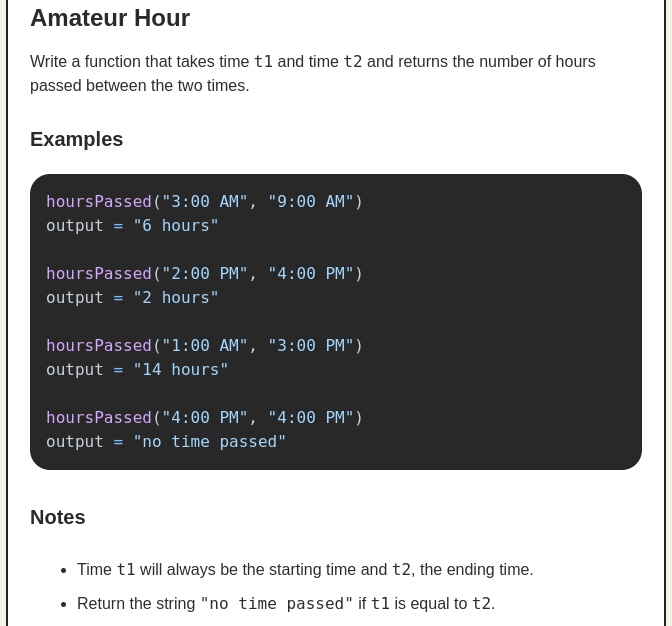 Amateur Hour
Write a function that takes time t1 and time t2 and returns the number of hours
passed between the two times.
Examples
hoursPassed("3:00 AM", "9:00 AM")
output = "6 hours"
hoursPassed("2:00 PM", "4:00 PM")
output = "2 hours"
hoursPassed("1:00 AM", "3:00 PM")
output = "14 hours"
hoursPassed("4:00 PM", "4:00 PM")
output = "no time passed"
Notes
• Time t1 will always be the starting time and t2, the ending time.
• Return the string "no time passed" if t1 is equal to t2.